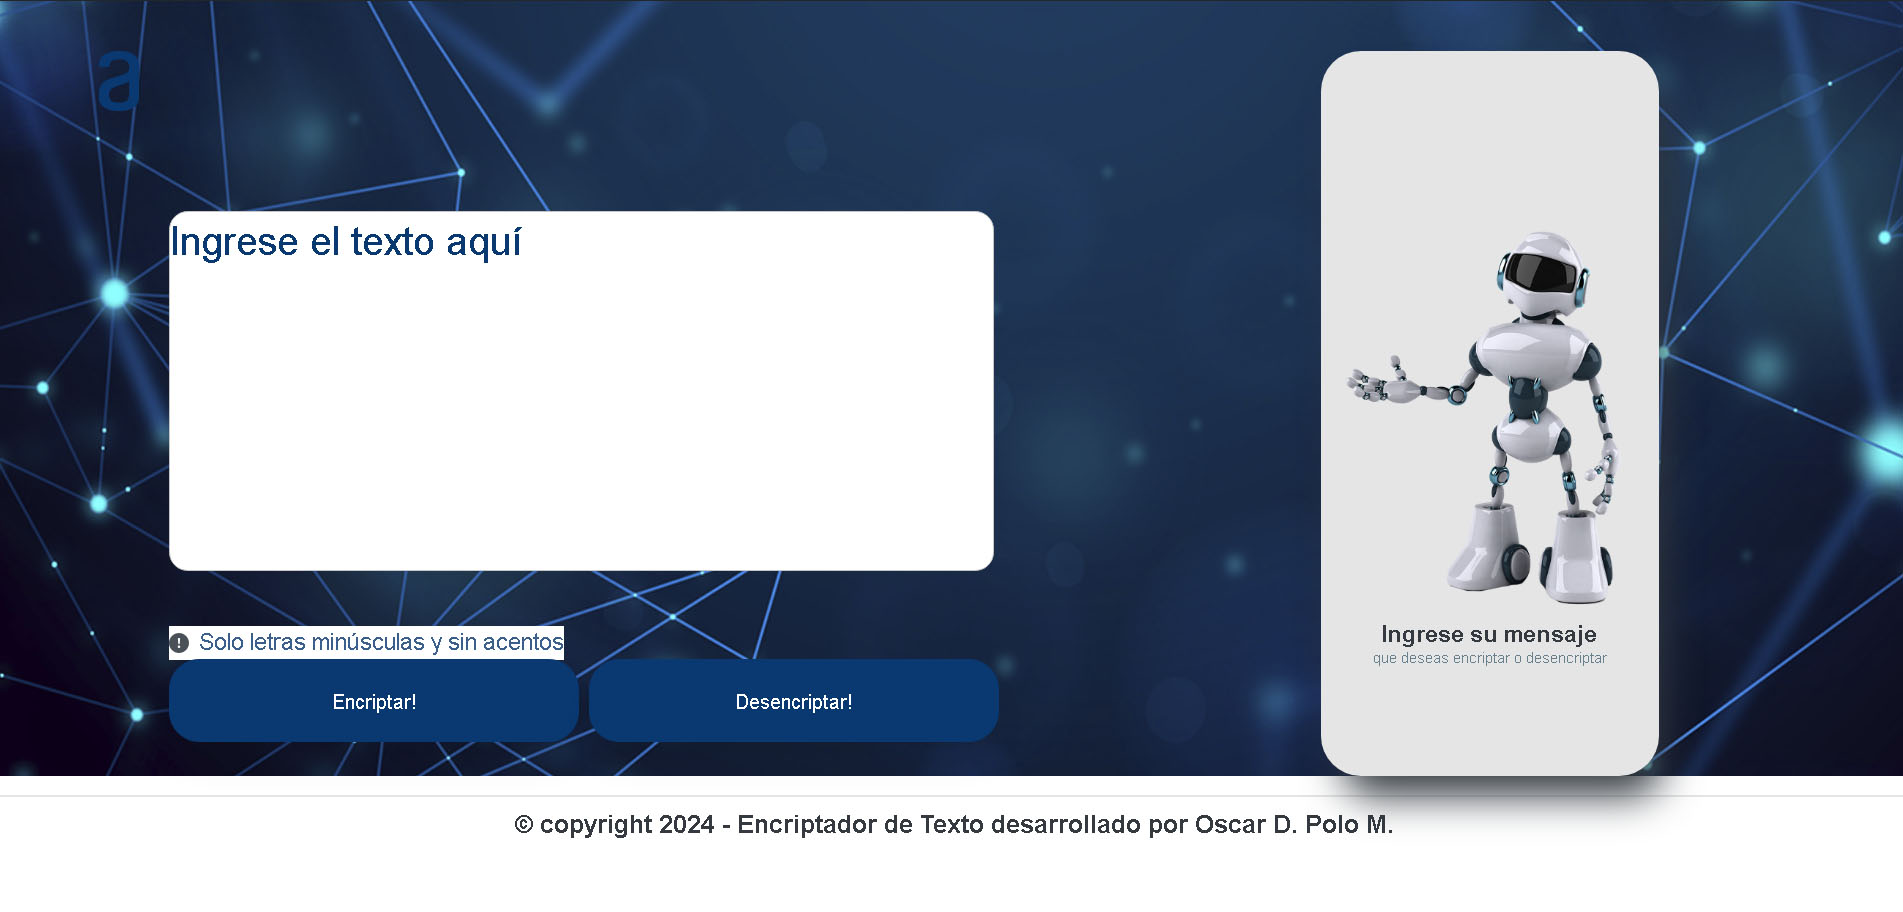 a
Ingrese el texto aquí
Solo letras minúsculas y sin acentos
Encriptar!
Desencriptar!
Ingrese su mensaje
que deseas encriptar o desencriptar
© copyright 2024 - Encriptador de Texto desarrollado por Oscar D. Polo M.